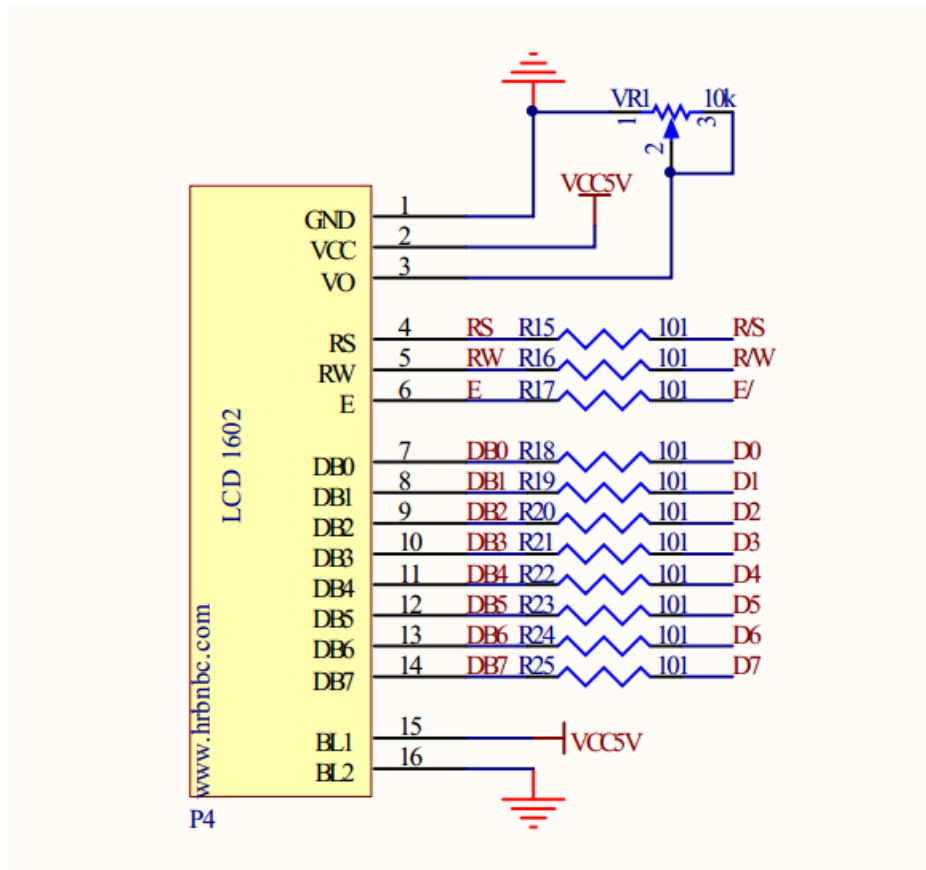 VR1 10k
1 3
2
VCC5V
GND 1
VCC 2
VO 3
RS 4 RS R15 101 R/S
RW 5 RW R16 101 R/W
E 6 E R17 101 E/
LCD 1602
DB0 7 DB0 R18 101 D0
DB1 8 DB1 R19 101 D1
DB2 9 DB2 R20 101 D2
DB3 10 DB3 R21 101 D3
DB4 11 DB4 R22 101 D4
DB5 12 DB5 R23 101 D5
DB6 13 DB6 R24 101 D6
DB7 14 DB7 R25 101 D7
www.hrbnbc.com
BL1 15 VCC5V
BL2 16
P4